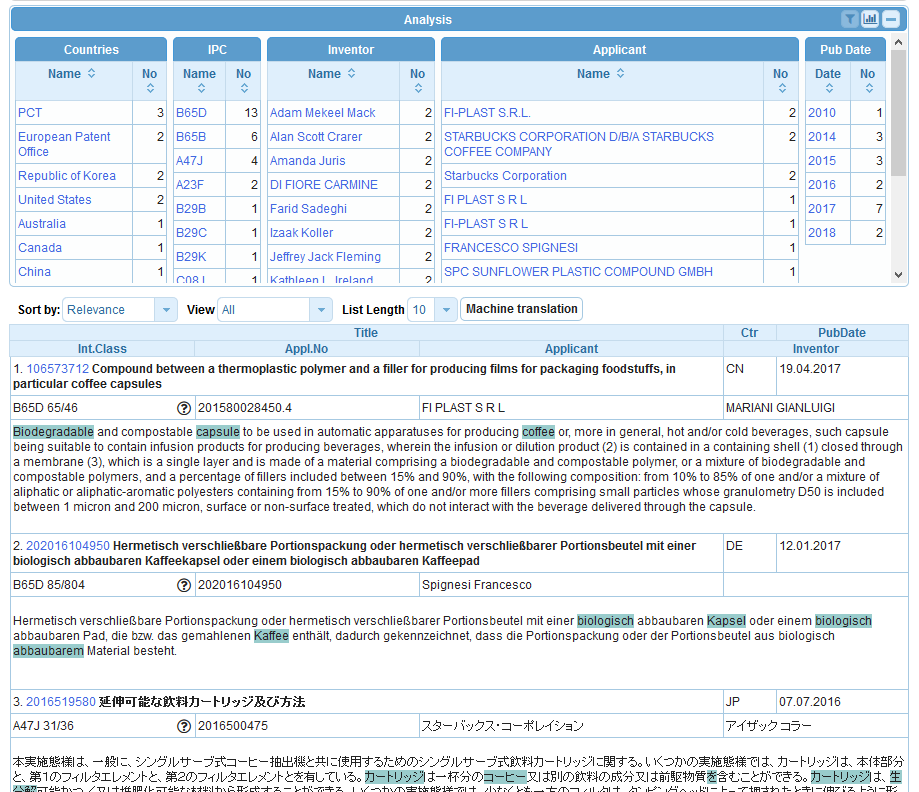 Analysis
Countries IPC Inventor Applicant Pub Date
Name No Name No Name No Name No Date No
PCT 3 B65D 13 Adam Mekeel Mack 2 FI-PLAST S.R.L. 2 2010 1
European Patent Office 2 B65B 6 Alan Scott Crarer 2 STARBUCKS CORPORATION D/B/A STARBUCKS COFFEE COMPANY 2 2014 3
A47J 4 Amanda Juris 2 2015 3
Republic of Korea 2 A23F 2 DI FIORE CARMINE 2 Starbucks Corporation 2 2016 2
United States 2 B29B 1 Farid Sadeghi 2 FI PLAST S R L 1 2017 7
Australia 1 B29C 1 Izaak Koller 2 FI-PLAST S R L 1 2018 2
Canada 1 B29K 1 Jeffrey Jack Fleming 2 FRANCESCO SPIGNESI 1
China 1 C08J 1 Kathleen L. Ireland 2 SPC SUNFLOWER PLASTIC COMPOUND GMBH 1
Sort by: Relevance View All List Length 10 Machine translation
Title Ctr PubDate
Int.Class Appl.No Applicant Inventor
1. 106573712 Compound between a thermoplastic polymer and a filler for producing films for packaging foodstuffs, in CN 19.04.2017
particular coffee capsules
B65D 65/46 ? 201580028450.4 FI PLAST S R L MARIANI GIANLUIGI
Biodegradable and compostable capsule to be used in automatic apparatuses for producing coffee or, more in general, hot and/or cold beverages, such capsule
being suitable to contain infusion products for producing beverages, wherein the infusion or dilution product (2) is contained in a containing shell (1) closed through
a membrane (3), which is a single layer and is made of a material comprising a biodegradable and compostable polymer, or a mixture of biodegradable and
compostable polymers, and a percentage of fillers included between 15% and 90%, with the following composition: from 10% to 85% of one and/or a mixture of
aliphatic or aliphatic-aromatic polyesters containing from 15% to 90% of one and/or more fillers comprising small particles whose granulometry D50 is included
between 1 micron and 200 micron, surface or non-surface treated, which do not interact with the beverage delivered through the capsule.
2. 202016104950 Hermetisch verschließbare Portionspackung oder hermetisch verschließbarer Portionsbeutel mit einer DE 12.01.2017
biologisch abbaubaren Kaffeekapsel oder einem biologisch abbaubaren Kaffeepad
B65D 85/804 ? 202016104950 Spignesi Francesco
Hermetisch verschließbare Portionspackung oder hermetisch verschließbarer Portionsbeutel mit einer biologisch abbaubaren Kapsel oder einem biologisch
abbaubaren Pad, die bzw. das gemahlenen Kaffee enthält, dadurch gekennzeichnet, dass die Portionspackung oder der Portionsbeutel aus biologisch
abbaubarem Material besteht.
3. 2016519580 延伸可能な飲料カートリッジ及び方法 JP 07.07.2016
A47J 31/36 ? 2016500475 スターバックス・コーポレイション アイザック コラー
本実施態様は、一般に、シングルサーブ式コーヒー抽出機と共に使用するためのシングルサーブ式飲料カートリッジに関する。いくつかの実施態様では、カートリッジは、本体部分
と、第1のフィルタエレメントと、第2のフィルタエレメントとを有している。カートリッジは一杯分のコーヒー又は別の飲料の成分又は前駆物質を含むことができる。カートリッジは、生